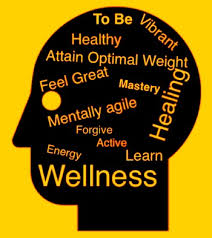 To Be
Vibrant
Healthy
Attain Optimal Weight
Feel Great
Mastery
Healing
Mentally agile
Forgive
Active
Energy
Learn
Wellness